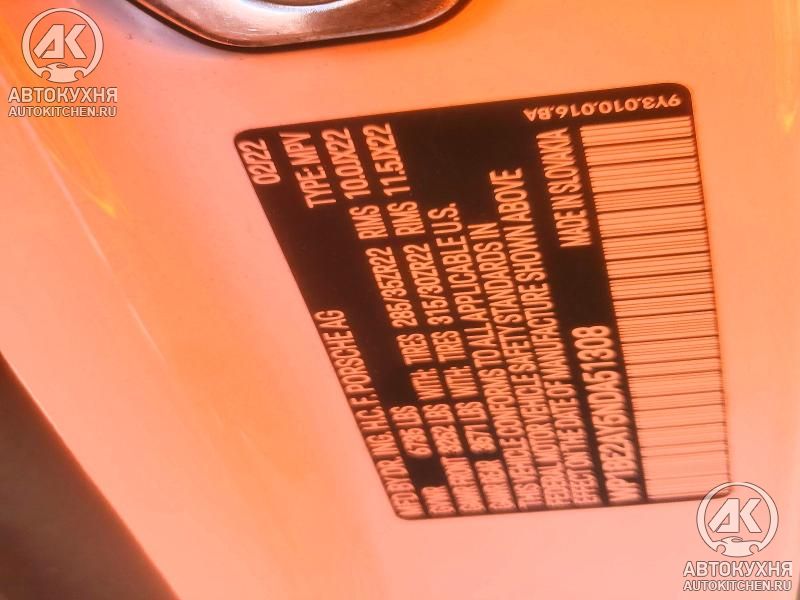 АВТОКУХНЯ
AUTOKITCHEN.RU
MFD BY DR. ING. H.C. F. PORSCHE AG 02/22
GVWR 6735 LBS TYPE: MPV
GAWR FRONT LBS WITH: TIRES 285/35ZR22 RIMS 10.0JX22
GAWR REAR 3571 LBS WITH: TIRES 315/30ZR22 RIMS 11.5JX22
THIS VEHICLE CONFORMS TO ALL APPLICABLE U.S.
FEDERAL MOTOR VEHICLE SAFETY STANDARDS IN
EFFECT ON THE DATE OF MANUFACTURE SHOWN ABOVE
MADE IN SLOVAKIA
9Y3.010.016.BA
АВТОКУХНЯ
AUTOKITCHEN.RU